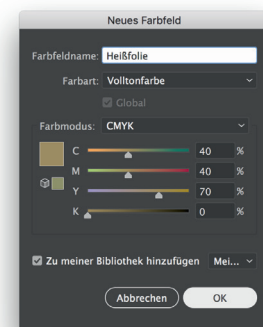 Neues Farbfeld
Farbfeldname: Heißfolie
Farbart: Volltonfarbe
Global
Farbmodus: CMYK
C 40 %
M 40 %
Y 70 %
K 0 %
Zu meiner Bibliothek hinzufügen Mei...
Abbrechen OK